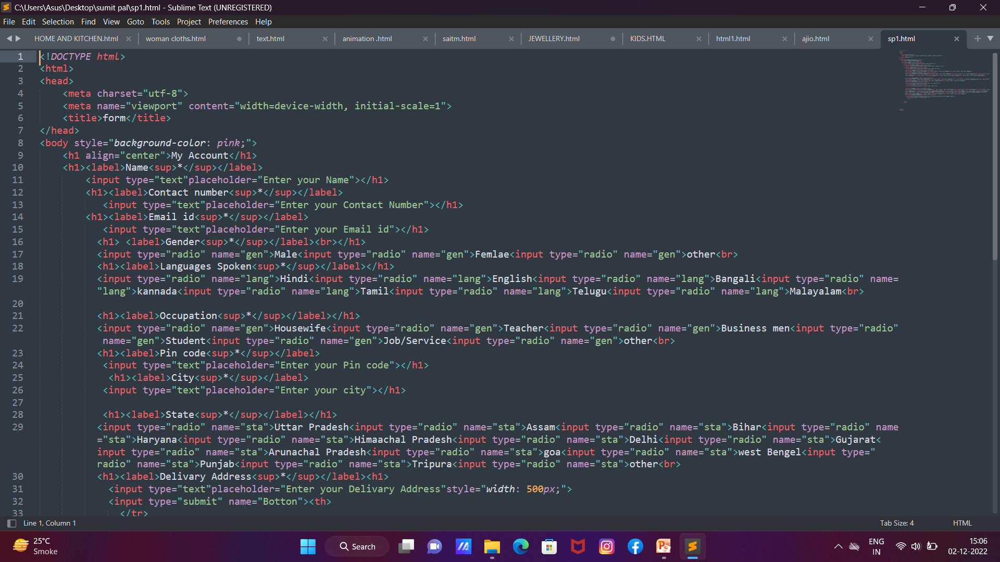 C:\Users\Asus\Desktop\sumit pal\sp1.html - Sublime Text (UNREGISTERED)
File Edit Selection Find View Goto Tools Project Preferences Help
HOME AND KITCHEN.html woman cloths.html text.html animation .html saitm.html JEWELLERY.html KIDS.HTML html1.html ajio.html sp1.html
1 <!DOCTYPE html>
2 <html>
3 <head>
4 <meta charset="utf-8">
5 <meta name="viewport" content="width=device-width, initial-scale=1">
6 <title>form</title>
7 </head>
8 <body style="background-color: pink;">
9 <h1 align="center">My Account</h1>
10 <h1><label>Name<sup>*</sup></label>
11 <input type="text"placeholder="Enter your Name"></h1>
12 <h1><label>Contact number<sup>*</sup></label>
13 <input type="text"placeholder="Enter your Contact Number"></h1>
14 <h1><label>Email id<sup>*</sup></label>
15 <input type="text"placeholder="Enter your Email id"></h1>
16 <h1> <label>Gender<sup>*</sup></label><br></h1>
17 <input type="radio" name="gen">Male<input type="radio" name="gen">Femlae<input type="radio" name="gen">other<br>
18 <h1><label>Languages Spoken<sup>*</sup></label></h1>
19 <input type="radio" name="lang">Hindi<input type="radio" name="lang">English<input type="radio" name="lang">Bangali<input type="radio" name=
"lang">kannada<input type="radio" name="lang">Tamil<input type="radio" name="lang">Telugu<input type="radio" name="lang">Malayalam<br>
20
21 <h1><label>Occupation<sup>*</sup></label></h1>
22 <input type="radio" name="gen">Housewife<input type="radio" name="gen">Teacher<input type="radio" name="gen">Business men<input type="radio"
name="gen">Student<input type="radio" name="gen">Job/Service<input type="radio" name="gen">other<br>
23 <h1><label>Pin code<sup>*</sup></label>
24 <input type="text"placeholder="Enter your Pin code"></h1>
25 <h1><label>City<sup>*</sup></label>
26 <input type="text"placeholder="Enter your city"></h1>
27
28 <h1><label>State<sup>*</sup></label></h1>
29 <input type="radio" name="sta">Uttar Pradesh<input type="radio" name="sta">Assam<input type="radio" name="sta">Bihar<input type="radio" name
="sta">Haryana<input type="radio" name="sta">Himaachal Pradesh<input type="radio" name="sta">Delhi<input type="radio" name="sta">Gujarat<
input type="radio" name="sta">Arunachal Pradesh<input type="radio" name="sta">goa<input type="radio" name="sta">west Bengel<input type="
radio" name="sta">Punjab<input type="radio" name="sta">Tripura<input type="radio" name="sta">other<br>
30 <h1><label>Delivary Address<sup>*</sup></label><h1>
31 <input type="text"placeholder="Enter your Delivary Address"style="width: 500px;">
32 <input type="submit" name="Botton"><th>
33 </tr>
Line 1, Column 1 Tab Size: 4 HTML
25°C
Smoke
Search
ENG
IN
15:06
02-12-2022